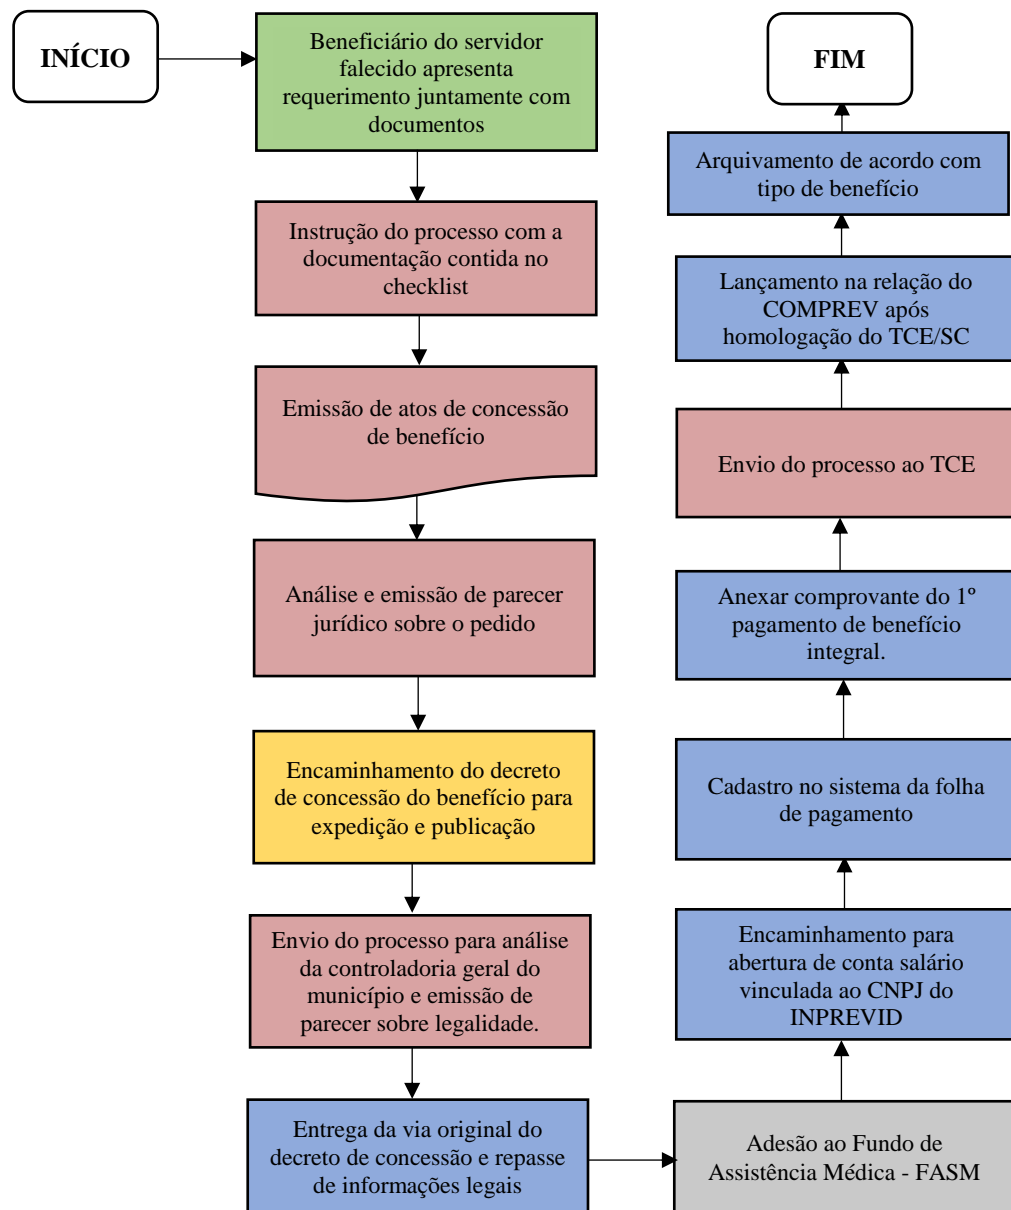 INÍCIO
Beneficiário do servidor
falecido apresenta
requerimento juntamente com
documentos
Instrução do processo com a
documentação contida no
checklist
Emissão de atos de concessão
de benefício
Análise e emissão de parecer
jurídico sobre o pedido
Encaminhamento do decreto
de concessão do benefício para
expedição e publicação
Envio do processo para análise
da controladoria geral do
município e emissão de
parecer sobre legalidade.
Entrega da via original do
decreto de concessão e repasse
de informações legais
Adesão ao Fundo de
Assistência Médica - FASM
Encaminhamento para
abertura de conta salário
vinculada ao CNPJ do
INPREVID
Cadastro no sistema da folha
de pagamento
Anexar comprovante do 1º
pagamento de benefício
integral.
Envio do processo ao TCE
Lançamento na relação do
COMPREV após
homologação do TCE/SC
Arquivamento de acordo com
tipo de benefício
FIM